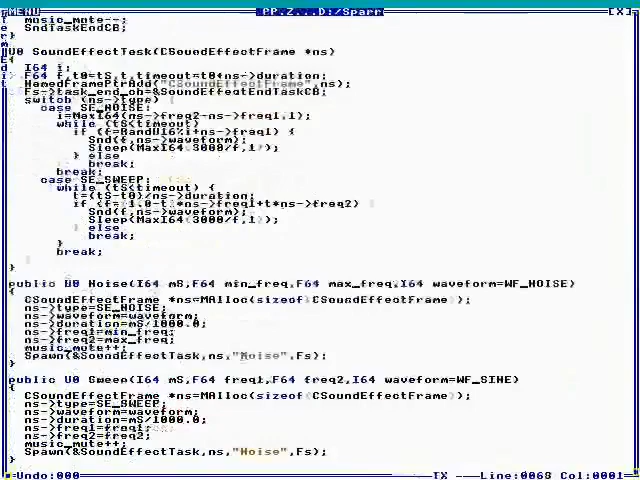 MENU PP.Z...D:/Sparr [X]
music_mute--;
SndTaskEndCB;
}
U0 SoundEffectTask(CSoundEffectFrame *ns)
{
I64 i;
F64 f,t0=tS,t,timeout=t0+ns->duration;
NamedFramePtrAdd("CSoundEffectFrame",ns);
Fs->task_end_cb=&SoundEffectEndTaskCB;
switch (ns->type) {
case SE_NOISE:
i=MaxI64(ns->freq2-ns->freq1,1);
while (tS<timeout)
if (f=RandU16%i+ns->freq1) {
Snd(f,ns->waveform);
Sleep(MaxI64(3000/f,1));
} else
break;
break;
case SE_SWEEP:
while (tS<timeout) {
t=(tS-t0)/ns->duration;
if (f=(1.0-t)*ns->freq1+t*ns->freq2)
Snd(f,ns->waveform);
Sleep(MaxI64(3000/f,1));
} else
break;
}
break;
}
public U0 Noise(I64 mS,F64 min_freq,F64 max_freq,I64 waveform=WF_NOISE)
{
CSoundEffectFrame *ns=MAlloc(sizeof(CSoundEffectFrame));
ns->type=SE_NOISE;
ns->waveform=waveform;
ns->duration=mS/1000.0;
ns->freq1=min_freq;
ns->freq2=max_freq;
music_mute++;
Spawn(&SoundEffectTask,ns,"Noise",Fs);
}
public U0 Sweep(I64 mS,F64 freq1,F64 freq2,I64 waveform=WF_SINE)
{
CSoundEffectFrame *ns=MAlloc(sizeof(CSoundEffectFrame));
ns->type=SE_SWEEP;
ns->waveform=waveform;
ns->duration=mS/1000.0;
ns->freq1=freq1;
ns->freq2=freq2;
music_mute++;
Spawn(&SoundEffectTask,ns,"Noise",Fs);
}
Undo:000 TX Line:0068 Col:0001